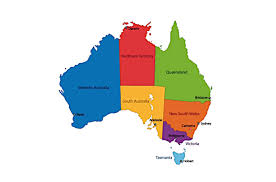 Darwin
Northern Territory
Queensland
Western Australia
South Australia
Brisbane
New South Wales
Perth
Adelaide
Sydney
Canberra
Melbourne
Victoria
Tasmania
Hobart